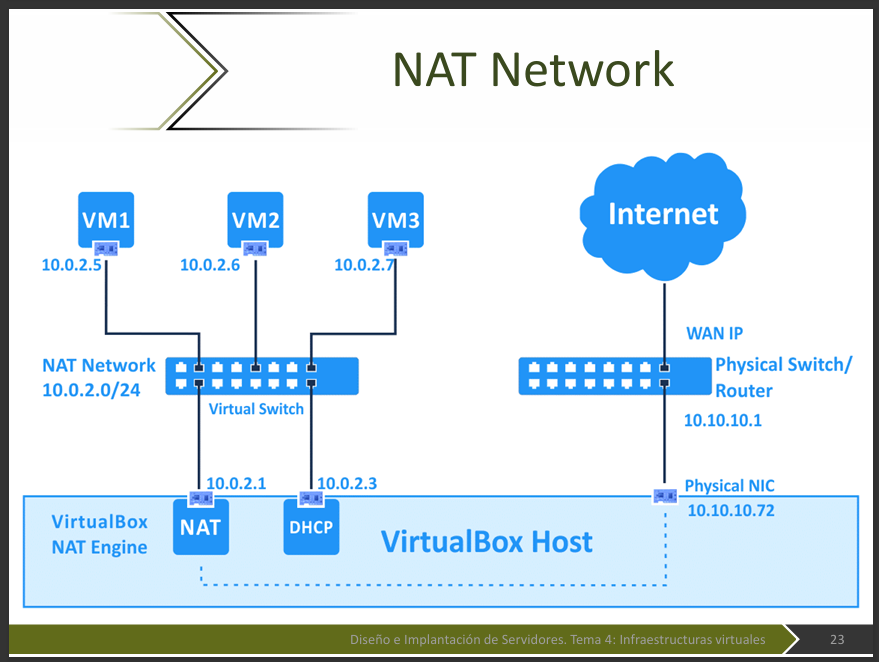 NAT Network
VM1
VM2
VM3
Internet
10.0.2.5
10.0.2.6
10.0.2.7
WAN IP
NAT Network
10.0.2.0/24
Physical Switch/
Router
Virtual Switch
10.10.10.1
10.0.2.1
10.0.2.3
Physical NIC
10.10.10.72
VirtualBox
NAT Engine
NAT
DHCP
VirtualBox Host
Diseño e Implantación de Servidores. Tema 4: Infraestructuras virtuales
23